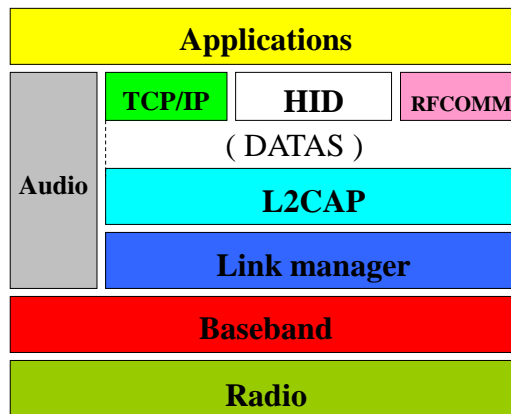 Applications
TCP/IP HID RFCOMM
( DATAS )
Audio
L2CAP
Link manager
Baseband
Radio